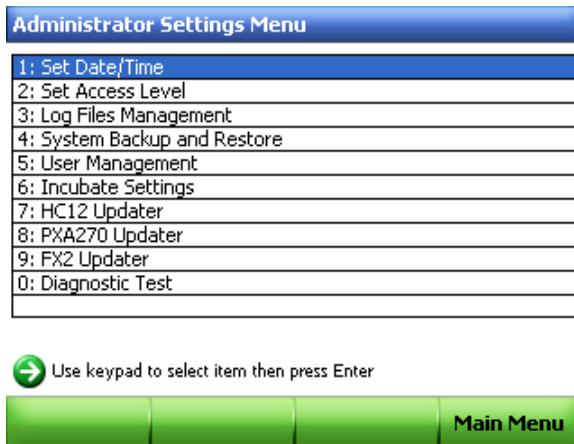 Administrator Settings Menu
1: Set Date/Time
2: Set Access Level
3: Log Files Management
4: System Backup and Restore
5: User Management
6: Incubate Settings
7: HC12 Updater
8: PXA270 Updater
9: FX2 Updater
0: Diagnostic Test
Use keypad to select item then press Enter
Main Menu